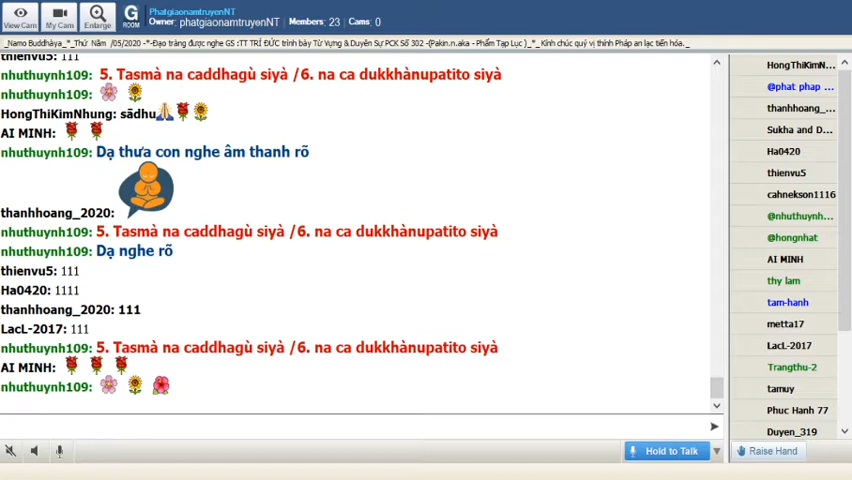 View Cam
My Cam
Enlarge
G
ROOM
PhatgiaonamtruyenNT
Owner: phatgiaonamtruyenNT
Members: 23
Cams: 0
_Namo Buddhàya_*_Thứ Năm /05/2020 -*-Đạo tràng được nghe GS :TT TRÍ ĐỨC trình bày Từ Vựng &Duyên Sự PCK Số 302 -(Pakin.n.aka - Phẩm Tạp Lục )_*_ Kính chúc quý vị thính Pháp an lạc tiến hóa._
thienvu5: 111
nhuthuynh109: 5. Tasmà na caddhagù siyà /6. na ca dukkhànupatito siyà
nhuthuynh109:
HongThiKimNhung: sādhu
AI MINH:
nhuthuynh109: Dạ thưa con nghe âm thanh rõ
thanhhoang_2020:
nhuthuynh109: 5. Tasmà na caddhagù siyà /6. na ca dukkhànupatito siyà
nhuthuynh109: Dạ nghe rõ
thienvu5: 111
Ha0420: 1111
thanhhoang_2020: 111
LacL-2017: 111
nhuthuynh109: 5. Tasmà na caddhagù siyà /6. na ca dukkhànupatito siyà
AI MINH:
nhuthuynh109:
HongThiKimN...
@phat phap ...
thanhhoang_...
Sukha and D...
Ha0420
thienvu5
cahnekson1116
@nhuthuynh...
@hongnhat
AI MINH
thy lam
tam-hanh
metta17
LacL-2017
Trangthu-2
tamuy
Phuc Hanh 77
Duyen_319
Hold to Talk
Raise Hand